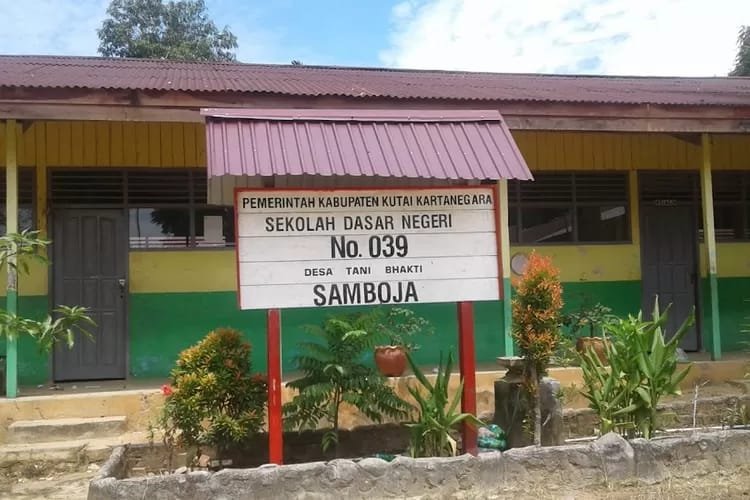 PEMERINTAH KABUPATEN KUTAI KARTANEGARA
SEKOLAH DASAR NEGERI
No. 039
DESA TANI BHAKTI
SAMBOJA